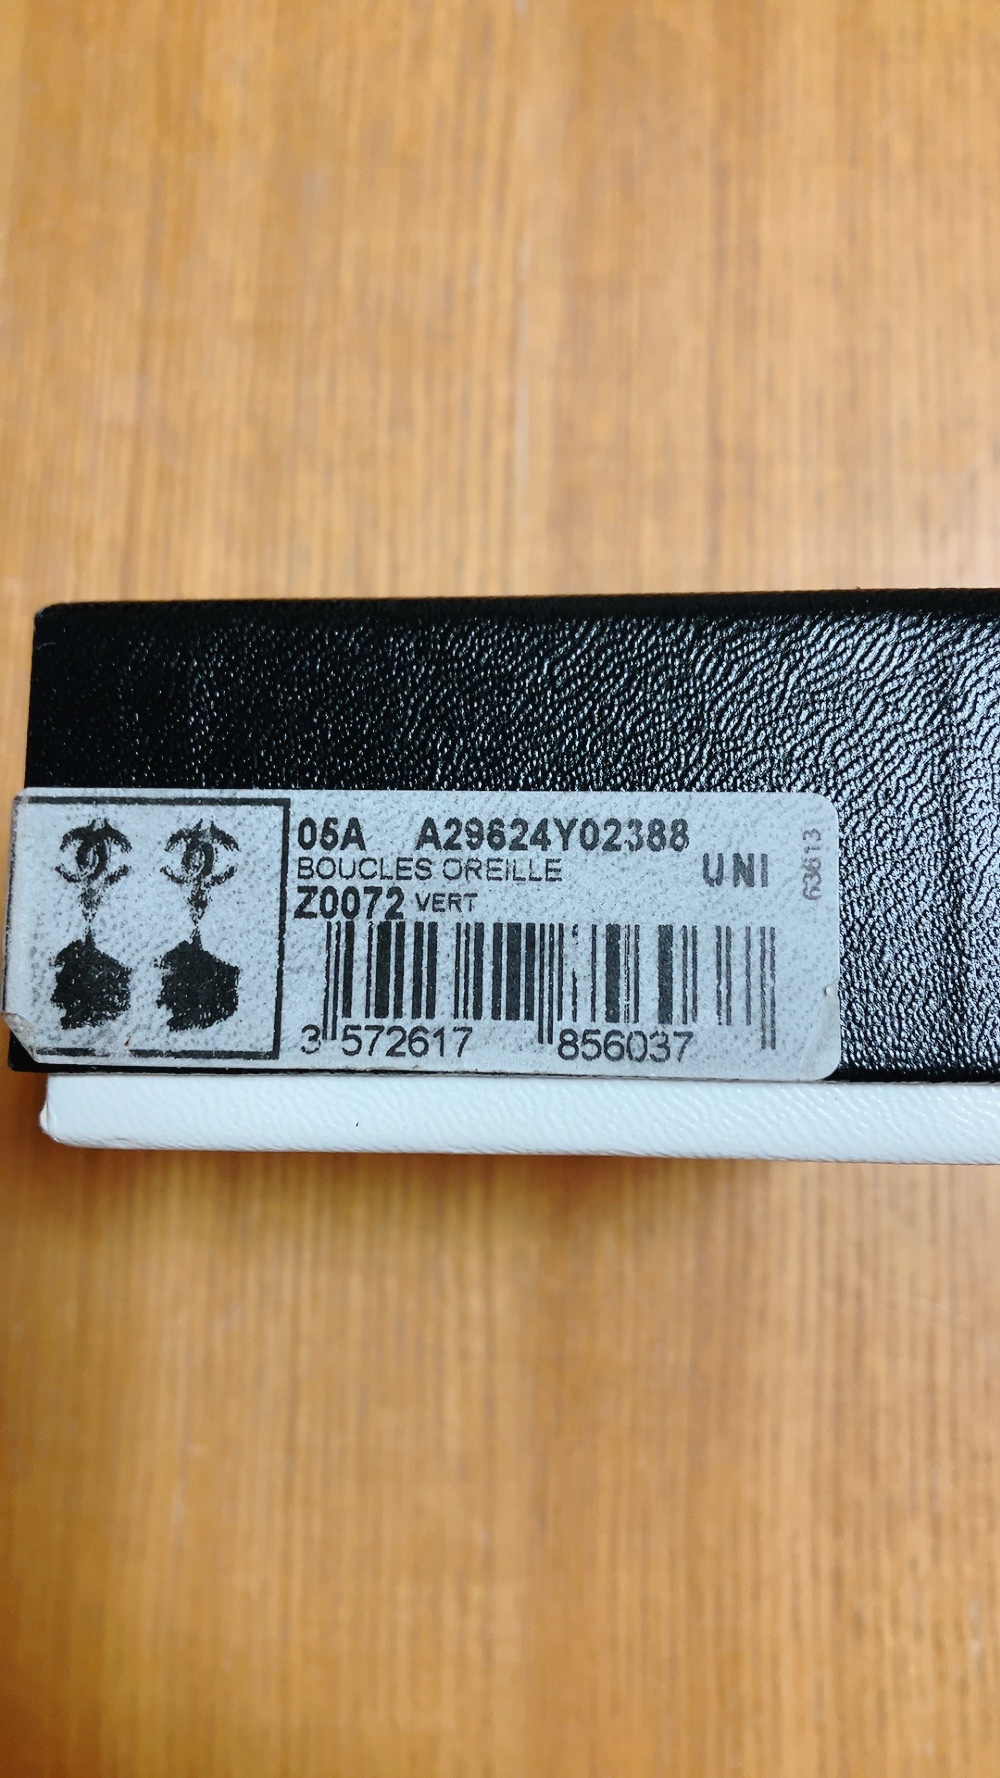 05A A29624Y02388
BOUCLES OREILLE UNI
Z0072 VERT
3 572617 856037
63613